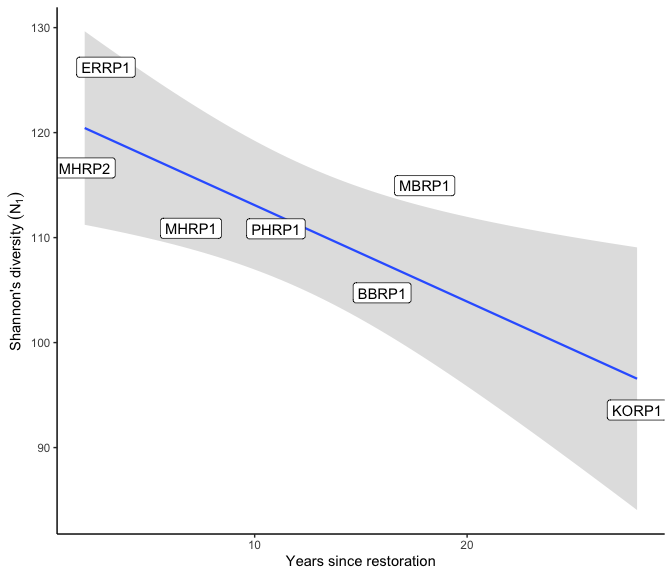 130
120
110
100
90
Shannon's diversity (N₁)
ERRP1
MHRP2
MBRP1
MHRP1
PHRP1
BBRP1
KORP1
10
20
Years since restoration